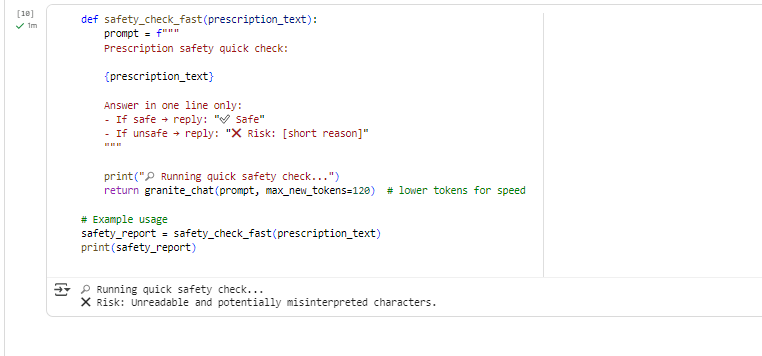 [10]
✓ 1m
def safety_check_fast(prescription_text):
    prompt = f"""
    Prescription safety quick check:

    {prescription_text}

    Answer in one line only:
    - If safe → reply: "✅ Safe"
    - If unsafe → reply: "❌ Risk: [short reason]"
    """

    print("🔎 Running quick safety check...")
    return granite_chat(prompt, max_new_tokens=120)  # lower tokens for speed

# Example usage
safety_report = safety_check_fast(prescription_text)
print(safety_report)
🔎 Running quick safety check...
❌ Risk: Unreadable and potentially misinterpreted characters.